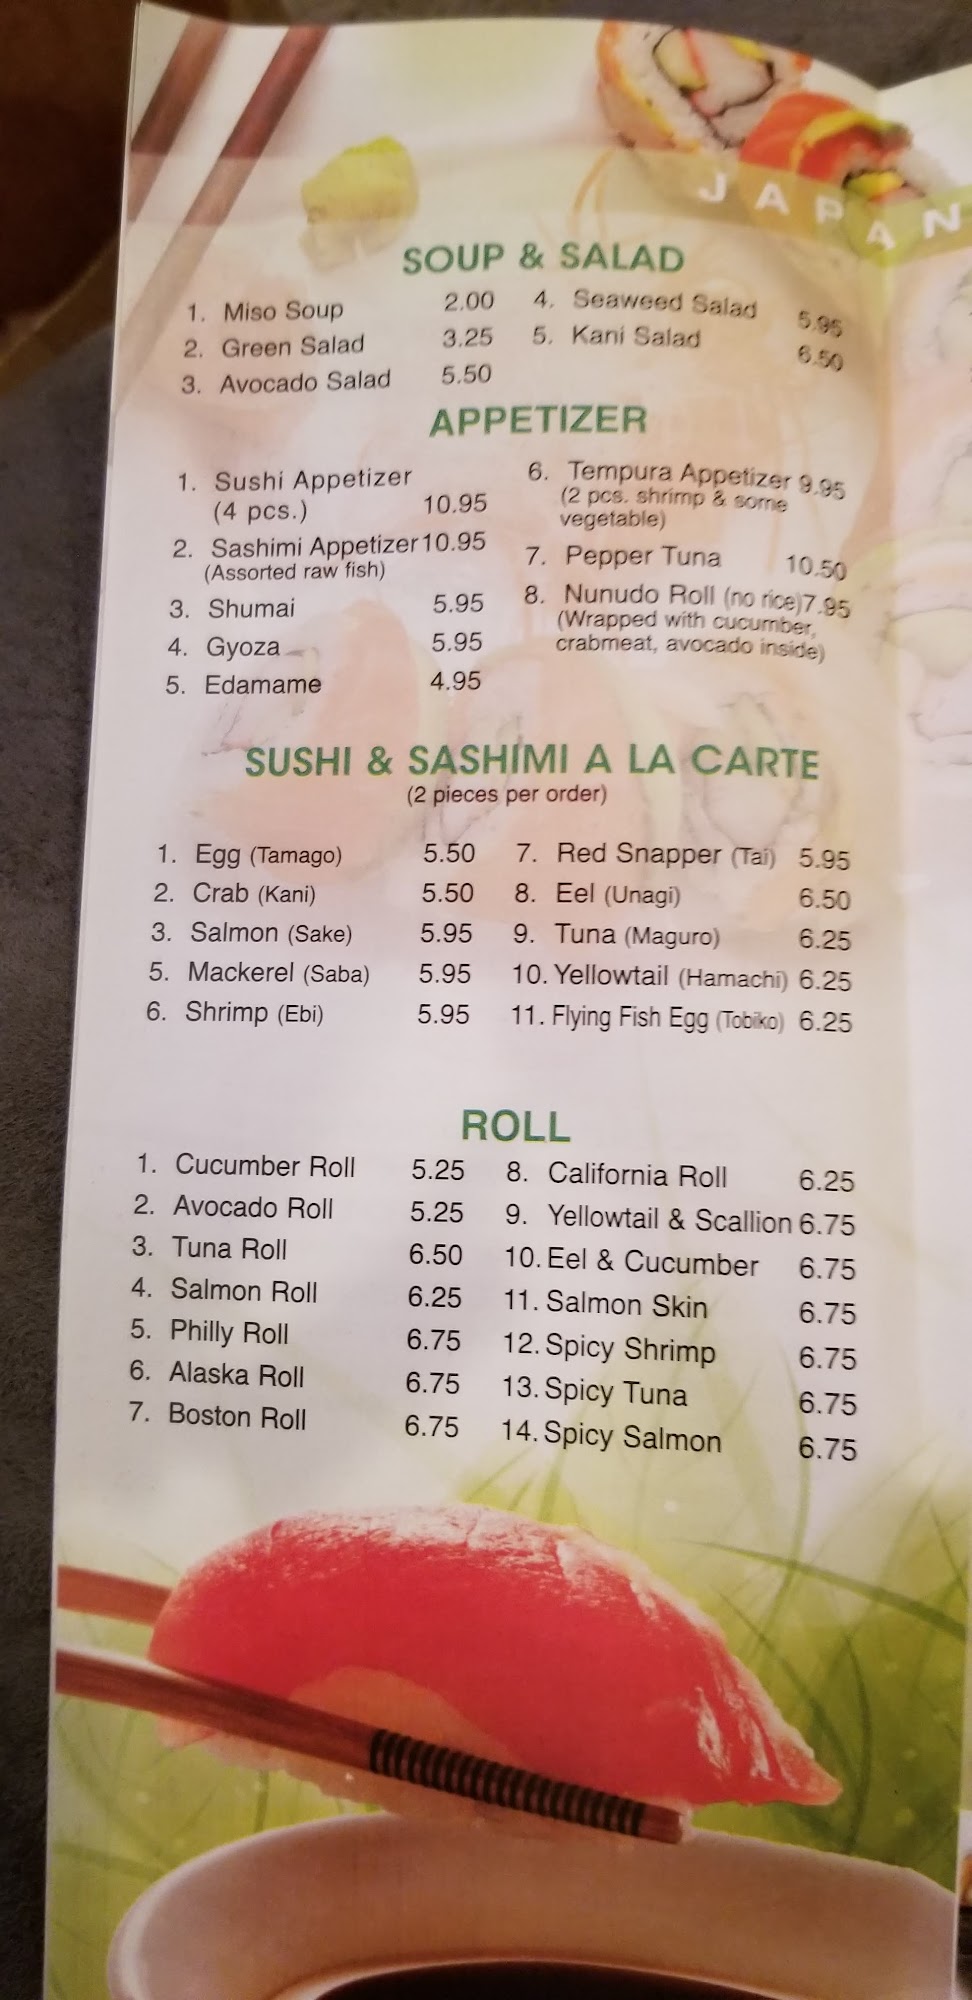 JAPAN
SOUP & SALAD
1. Miso Soup 2.00
2. Green Salad 3.25
3. Avocado Salad 5.50
4. Seaweed Salad 5.95
5. Kani Salad 6.50
APPETIZER
1. Sushi Appetizer
(4 pcs.) 10.95
2. Sashimi Appetizer 10.95
(Assorted raw fish)
3. Shumai 5.95
4. Gyoza 5.95
5. Edamame 4.95
6. Tempura Appetizer 9.95
(2 pcs. shrimp & some
vegetable)
7. Pepper Tuna 10.50
8. Nunudo Roll (no rice) 7.95
(Wrapped with cucumber,
crabmeat, avocado inside)
SUSHI & SASHIMI A LA CARTE
(2 pieces per order)
1. Egg (Tamago) 5.50
2. Crab (Kani) 5.50
3. Salmon (Sake) 5.95
5. Mackerel (Saba) 5.95
6. Shrimp (Ebi) 5.95
7. Red Snapper (Tai) 5.95
8. Eel (Unagi) 6.50
9. Tuna (Maguro) 6.25
10. Yellowtail (Hamachi) 6.25
11. Flying Fish Egg (Tobiko) 6.25
ROLL
1. Cucumber Roll 5.25
2. Avocado Roll 5.25
3. Tuna Roll 6.50
4. Salmon Roll 6.25
5. Philly Roll 6.75
6. Alaska Roll 6.75
7. Boston Roll 6.75
8. California Roll 6.25
9. Yellowtail & Scallion 6.75
10. Eel & Cucumber 6.75
11. Salmon Skin 6.75
12. Spicy Shrimp 6.75
13. Spicy Tuna 6.75
14. Spicy Salmon 6.75